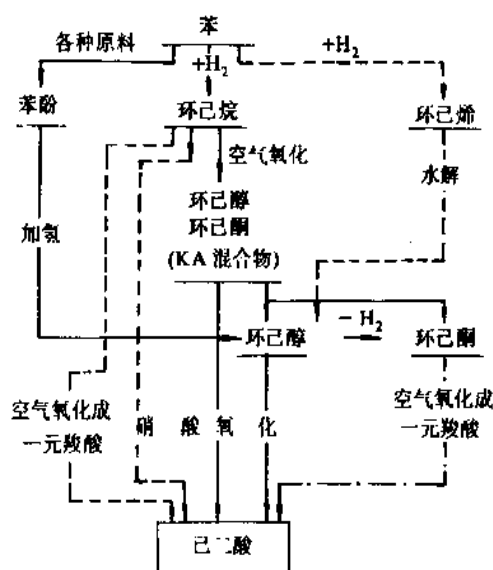 苯
各种原料
+H₂
+H₂
苯酚
环己烷
环己烯
空气氧化
水解
环己醇
加氢
环己酮
(KA 混合物)
环己醇
− H₂
环己酮
空气氧化成
一元羧酸
硝酸氧化
空气氧化成
一元羧酸
已二酸